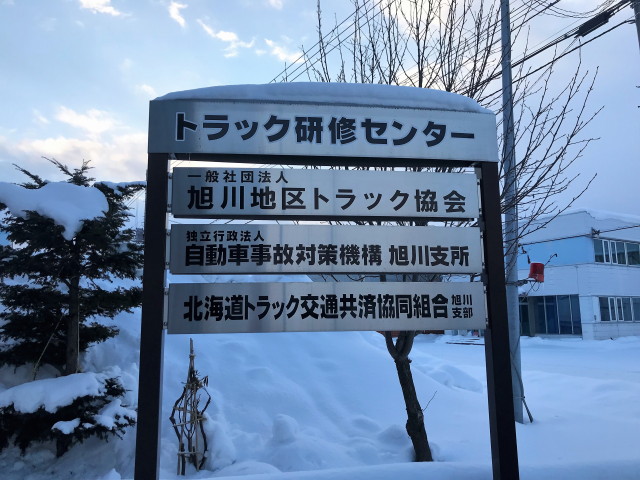 トラック研修センター
一般社団法人
旭川地区トラック協会
独立行政法人
自動車事故対策機構 旭川支所
北海道トラック交通共済協同組合 旭川支部